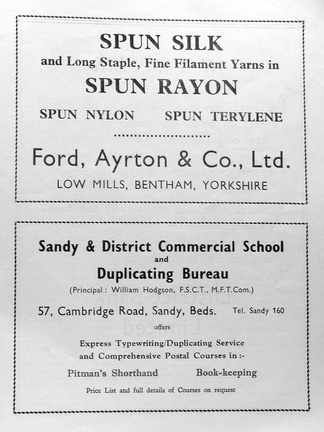 SPUN SILK
and Long Staple, Fine Filament Yarns in
SPUN RAYON
SPUN NYLON SPUN TERYLENE
Ford, Ayrton & Co., Ltd.
LOW MILLS, BENTHAM, YORKSHIRE
Sandy & District Commercial School
and
Duplicating Bureau
(Principal : William Hodgson, F.S.C.T., M.F.T.Com.)
57, Cambridge Road, Sandy, Beds. Tel. Sandy 160
offers
Express Typewriting/Duplicating Service
and Comprehensive Postal Courses in :-
Pitman's Shorthand Book-keeping
Price List and full details of Courses on request